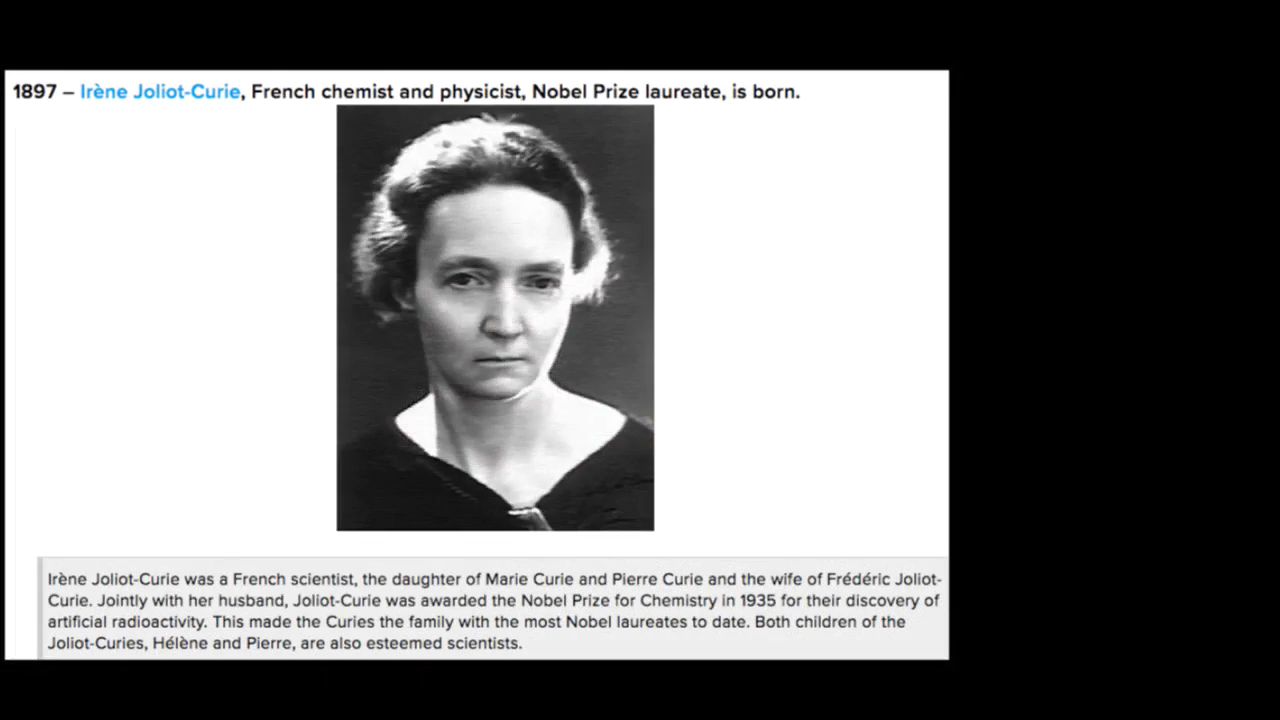 1897 – Irène Joliot-Curie, French chemist and physicist, Nobel Prize laureate, is born.
Irène Joliot-Curie was a French scientist, the daughter of Marie Curie and Pierre Curie and the wife of Frédéric Joliot-
Curie. Jointly with her husband, Joliot-Curie was awarded the Nobel Prize for Chemistry in 1935 for their discovery of
artificial radioactivity. This made the Curies the family with the most Nobel laureates to date. Both children of the
Joliot-Curies, Hélène and Pierre, are also esteemed scientists.